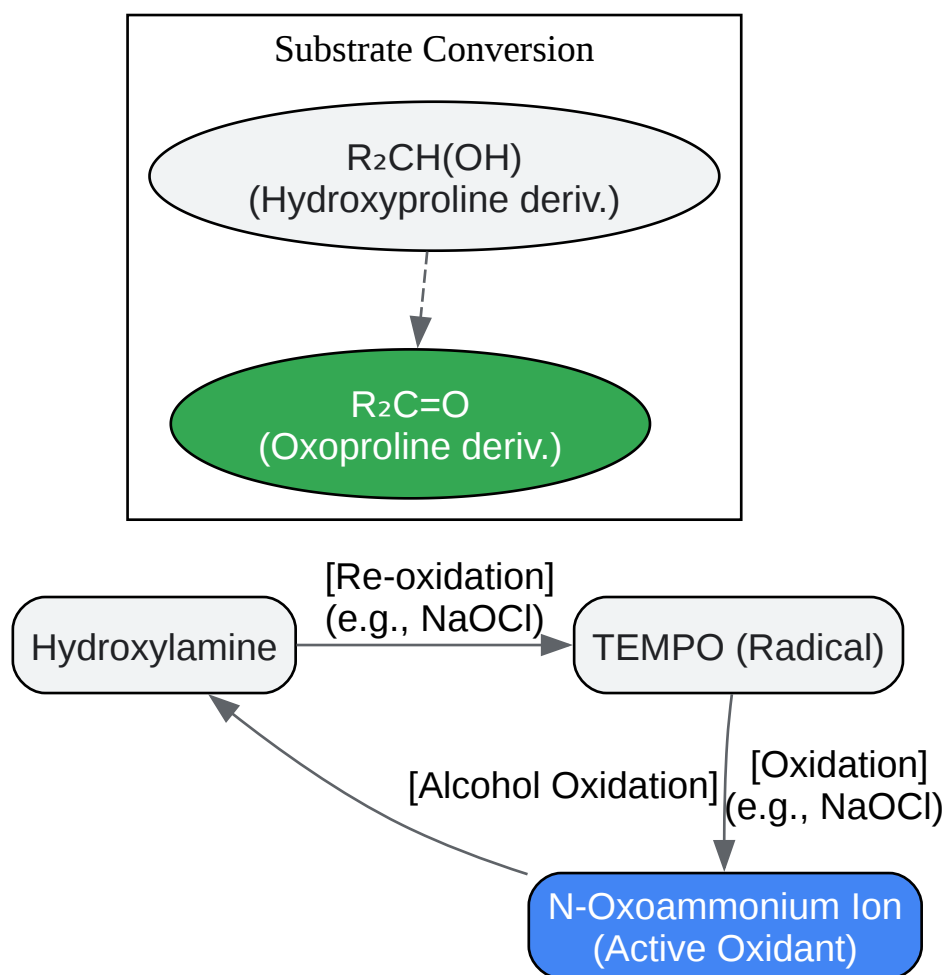 Substrate Conversion
R₂CH(OH)
(Hydroxyproline deriv.)
R₂C=O
(Oxoproline deriv.)
[Re-oxidation]
(e.g., NaOCl)
Hydroxylamine
TEMPO (Radical)
[Alcohol Oxidation]
[Oxidation]
(e.g., NaOCl)
N-Oxoammonium Ion
(Active Oxidant)